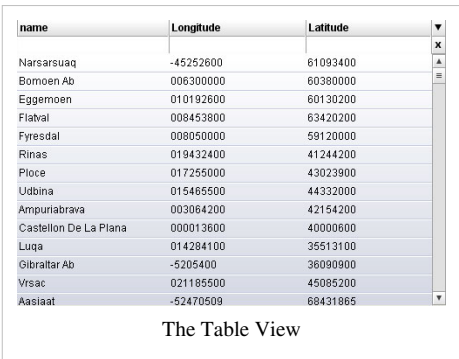 name Longitude Latitude ▼
x
Narsarsuaq -45252600 61093400
Bomoen Ab 006300000 60380000
Eggemoen 010192600 60130200
Flatval 008453800 63420200
Fyresdal 008050000 59120000
Rinas 019432400 41244200
Ploce 017255000 43023900
Udbina 015465500 44332000
Ampuriabrava 003064200 42154200
Castellon De La Plana 000013600 40000600
Luqa 014284100 35513100
Gibraltar Ab -5205400 36090900
Vrsac 021185500 45085200
Aasiaat -52470509 68431865
The Table View